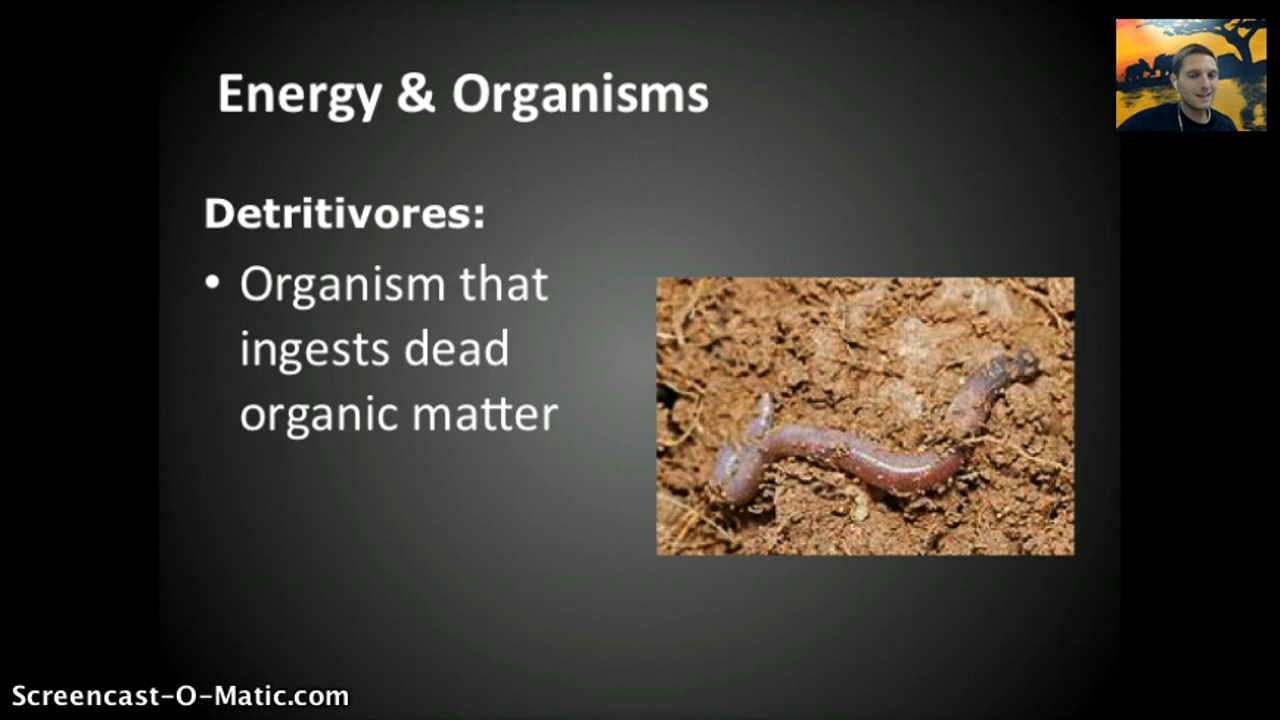 Energy & Organisms
Detritivores:
• Organism that
ingests dead
organic matter
Screencast-O-Matic.com